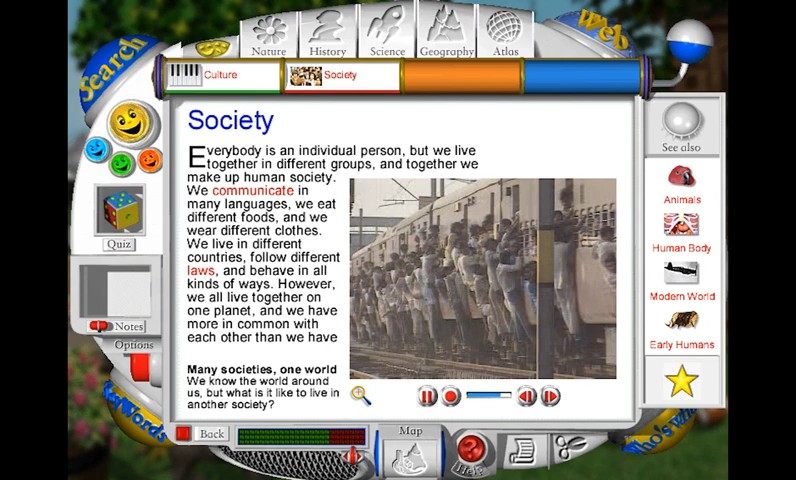 Nature
History
Science
Geography
Atlas
Search
Web
Culture
Society
Society
Everybody is an individual person, but we live
together in different groups, and together we
make up human society.
We communicate in
many languages, we eat
different foods, and we
wear different clothes.
We live in different
countries, follow different
laws, and behave in all
kinds of ways. However,
we all live together on
one planet, and we have
more in common with
each other than we have
Many societies, one world
We know the world around
us, but what is it like to live in
another society?
See also
Animals
Human Body
Modern World
Early Humans
Quiz
Notes
Options
Back
Map
Help
Who's who